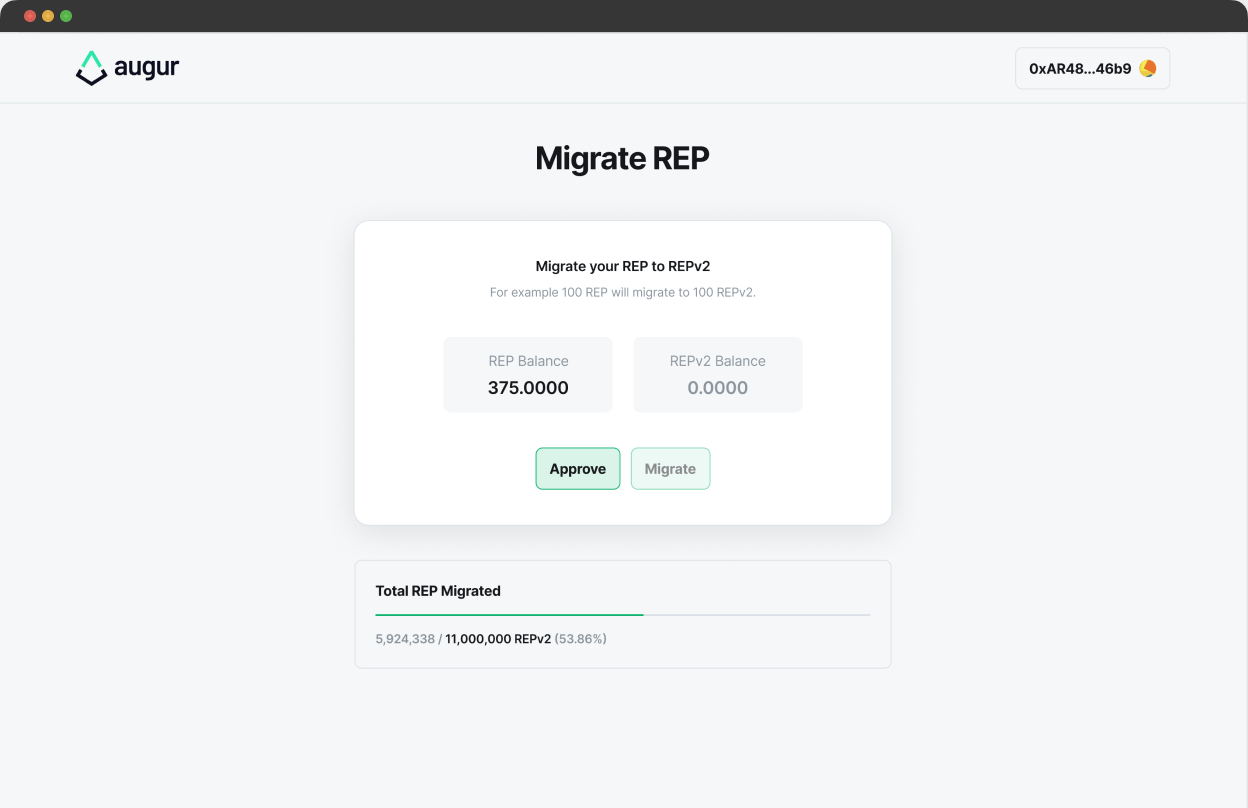 augur
0xAR48...46b9
Migrate REP
Migrate your REP to REPv2
For example 100 REP will migrate to 100 REPv2.
REP Balance
375.0000
REPv2 Balance
0.0000
Approve
Migrate
Total REP Migrated
5,924,338 / 11,000,000 REPv2 (53.86%)